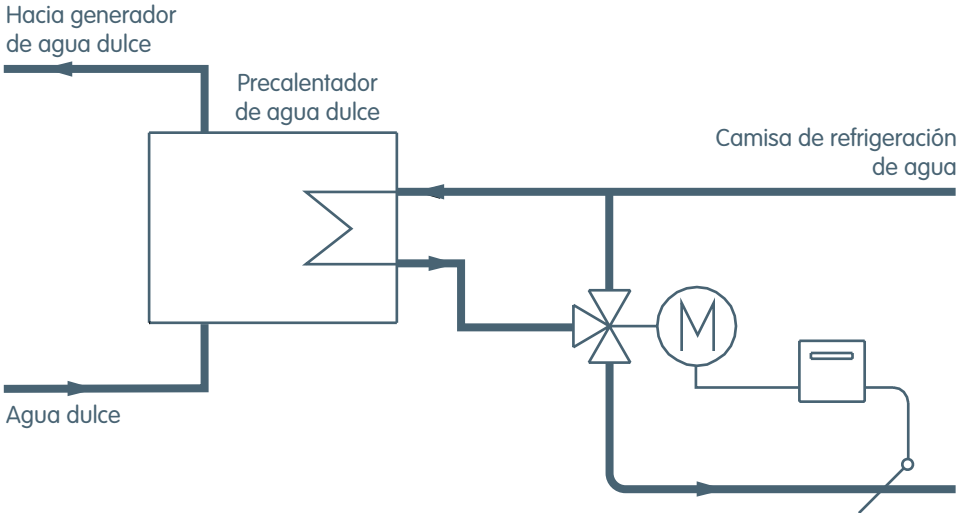 Hacia generador
de agua dulce
Precalentador
de agua dulce
Camisa de refrigeración
de agua
M
Agua dulce